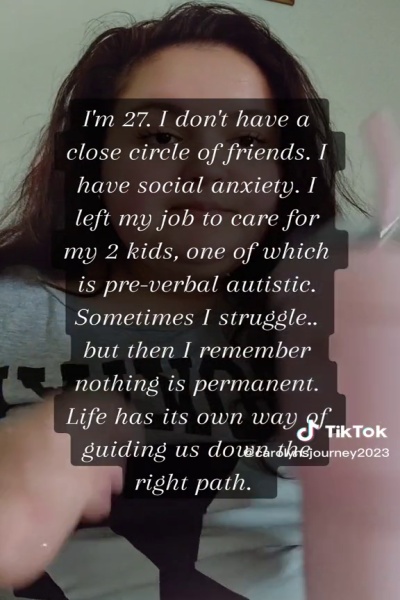 I'm 27. I don't have a
close circle of friends. I
have social anxiety. I
left my job to care for
my 2 kids, one of which
is pre-verbal autistic.
Sometimes I struggle..
but then I remember
nothing is permanent.
Life has its own way of
guiding us down the
right path.
TikTok
@carolynsjourney2023